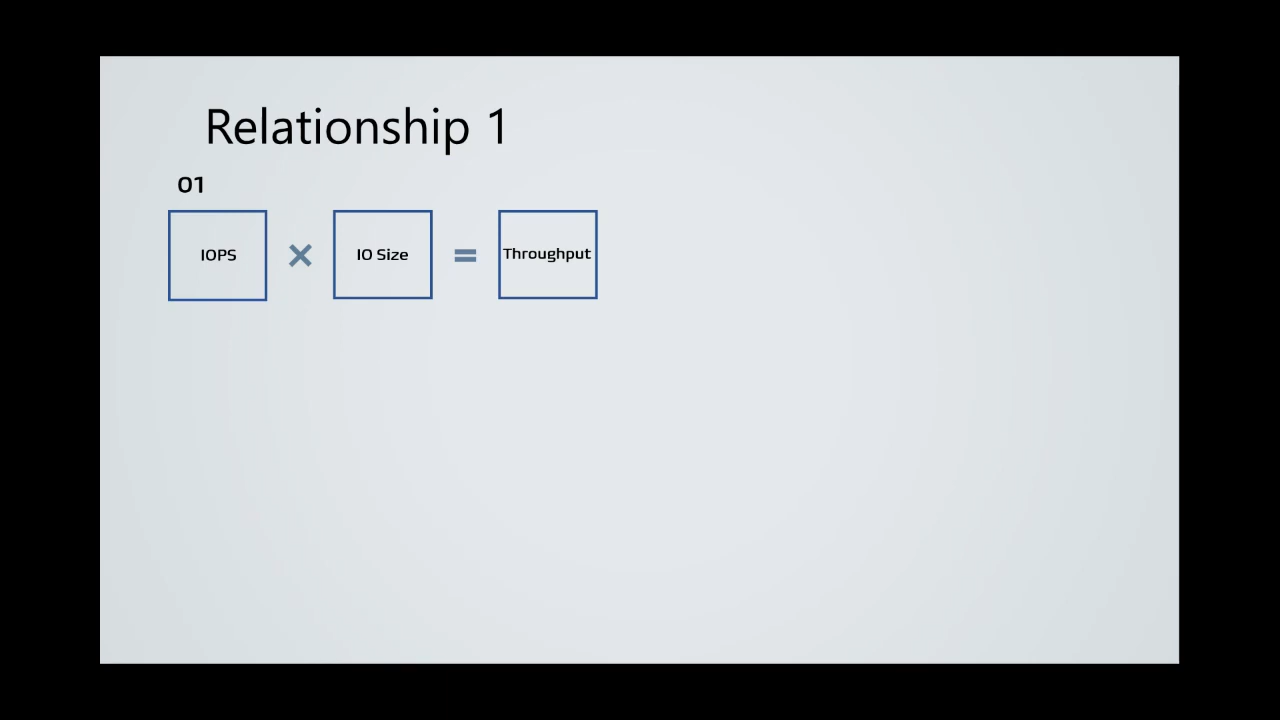 Relationship 1
01
IOPS × IO Size = Throughput